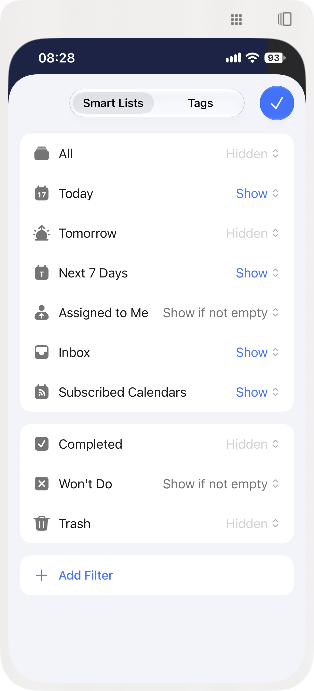 08:28
93
Smart Lists
Tags
All
Hidden
17
Today
Show
Tomorrow
Hidden
T
Next 7 Days
Show
Assigned to Me
Show if not empty
Inbox
Show
Subscribed Calendars
Show
Completed
Hidden
Won't Do
Show if not empty
Trash
Hidden
Add Filter